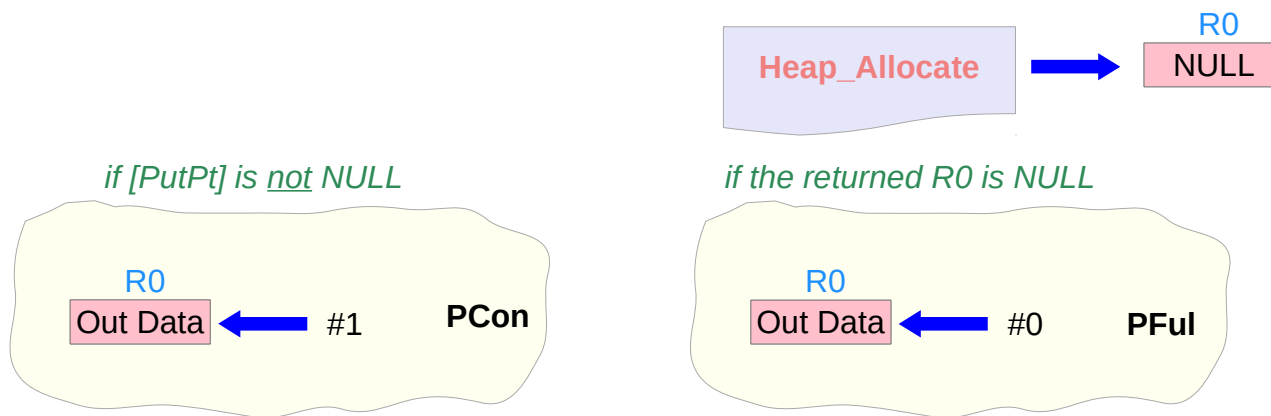 R0
Heap_Allocate
NULL
if [PutPt] is not NULL
if the returned R0 is NULL
R0
Out Data
#1
PCon
R0
Out Data
#0
PFul